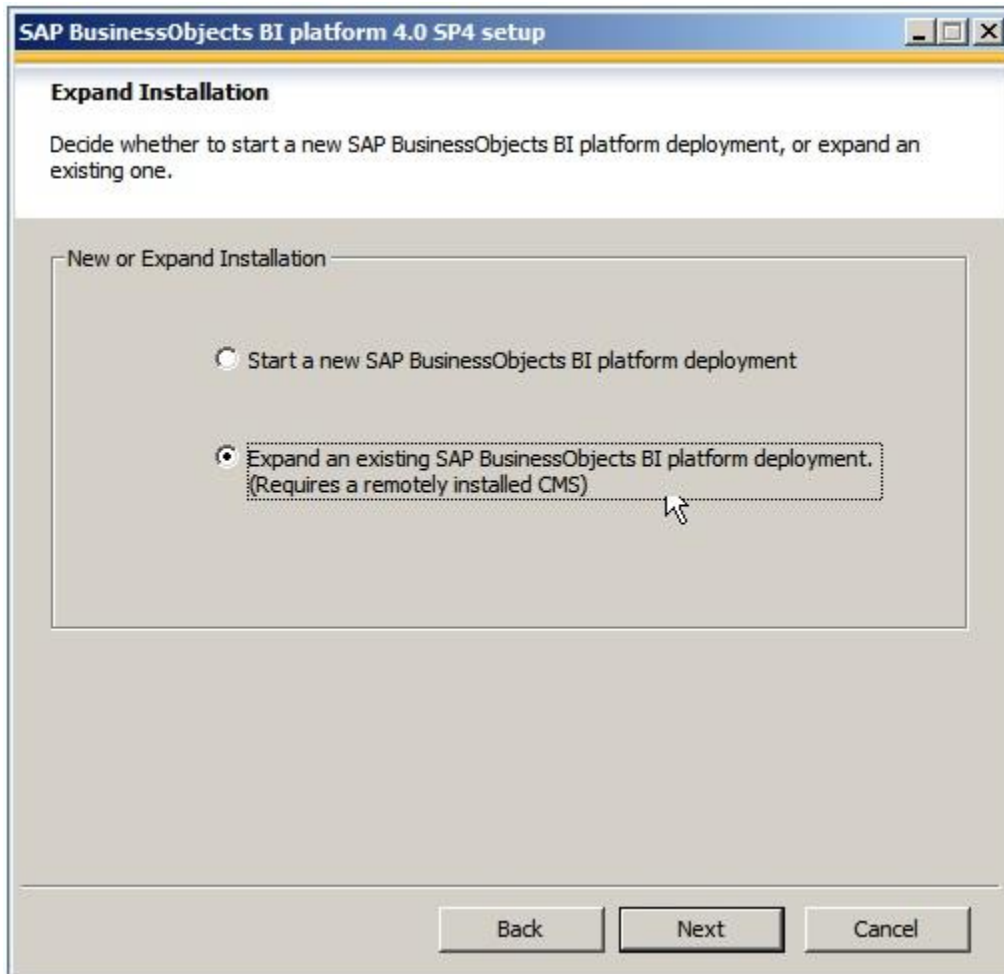 SAP BusinessObjects BI platform 4.0 SP4 setup
Expand Installation
Decide whether to start a new SAP BusinessObjects BI platform deployment, or expand an
existing one.
New or Expand Installation
Start a new SAP BusinessObjects BI platform deployment
Expand an existing SAP BusinessObjects BI platform deployment.
(Requires a remotely installed CMS)
Back
Next
Cancel